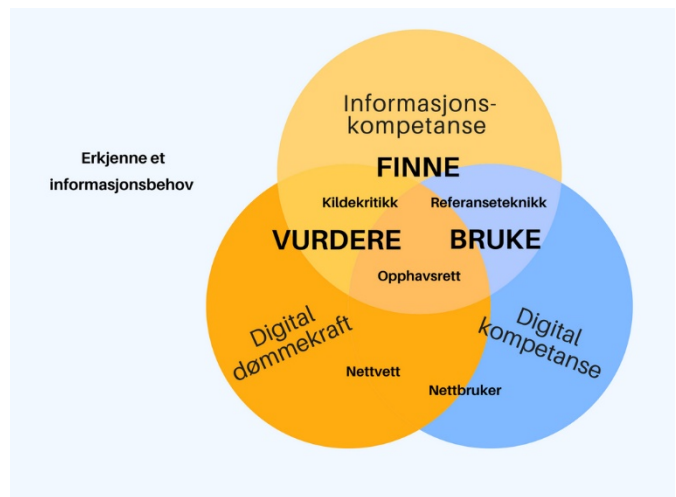 Informasjons-
kompetanse
Erkjenne et
informasjonsbehov
FINNE
Kildekritikk
Referanseteknikk
VURDERE
BRUKE
Opphavsrett
Digital
dømmekraft
Digital
kompetanse
Nettvett
Nettbruker